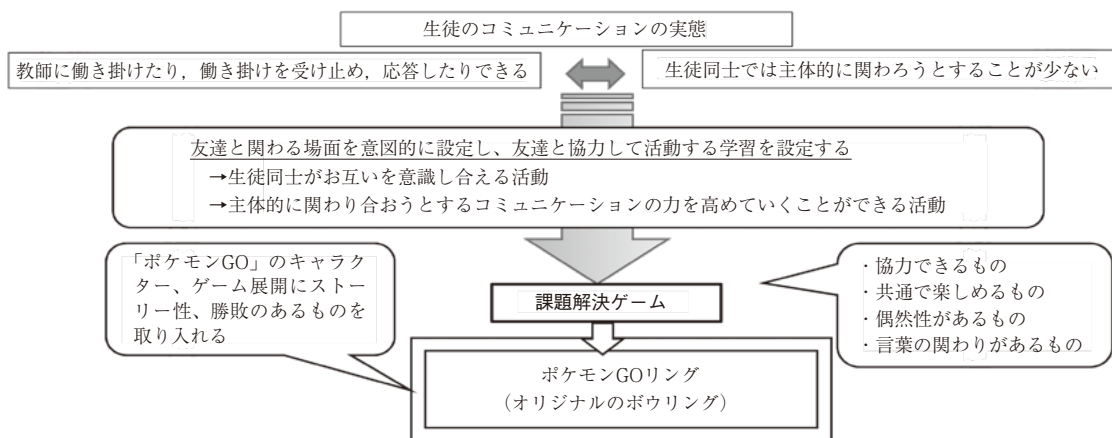 生徒のコミュニケーションの実態
教師に働き掛けたり，働き掛けを受け止め，応答したりできる
生徒同士では主体的に関わろうとすることが少ない
友達と関わる場面を意図的に設定し、友達と協力して活動する学習を設定する
→生徒同士がお互いを意識し合える活動
→主体的に関わり合おうとするコミュニケーションの力を高めていくことができる活動
「ポケモンGO」のキャラク
ター、ゲーム展開にストー
リー性、勝敗のあるものを
取り入れる
・協力できるもの
・共通で楽しめるもの
・偶然性があるもの
・言葉の関わりがあるもの
課題解決ゲーム
ポケモンGOリング
（オリジナルのボウリング）